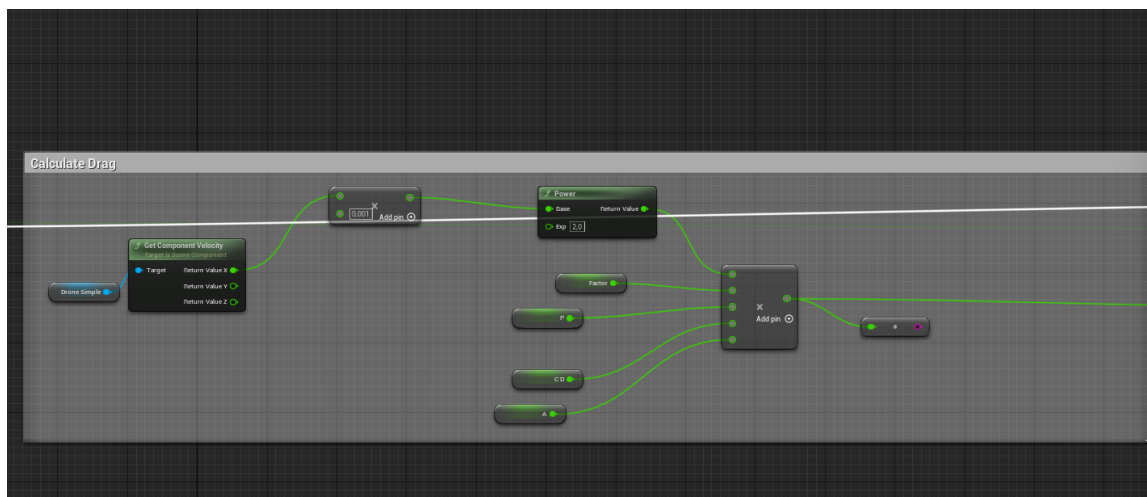 Calculate Drag
0,001
Add pin
Power
Base
Return Value
Exp
2,0
Get Component Velocity
Target is Scene Component
Target
Return Value X
Return Value Y
Return Value Z
Drone Simple
Factor
P
Add pin
C D
A